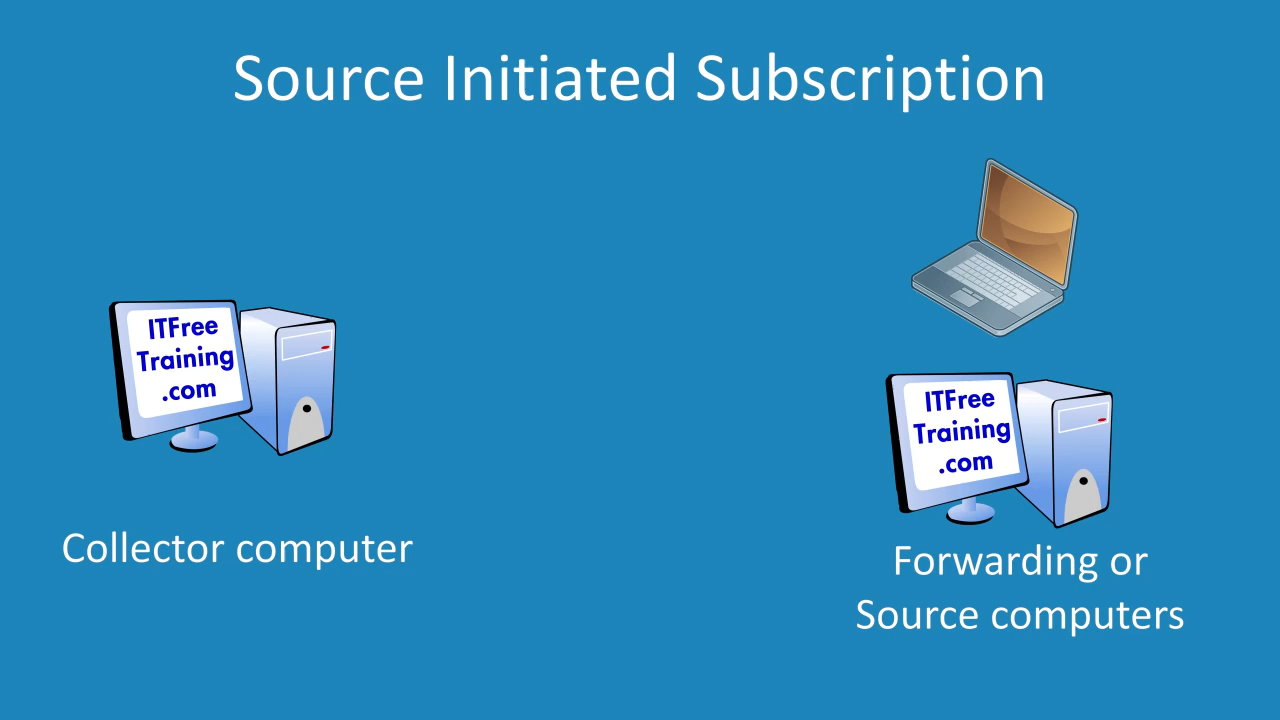 Source Initiated Subscription
ITFree
Training
.com
Collector computer
ITFree
Training
.com
Forwarding or
Source computers